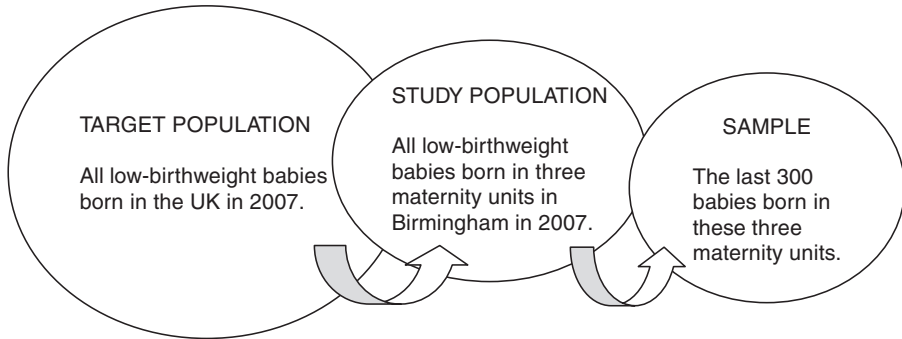 TARGET POPULATION
All low-birthweight babies
born in the UK in 2007.
STUDY POPULATION
All low-birthweight
babies born in three
maternity units in
Birmingham in 2007.
SAMPLE
The last 300
babies born in
these three
maternity units.